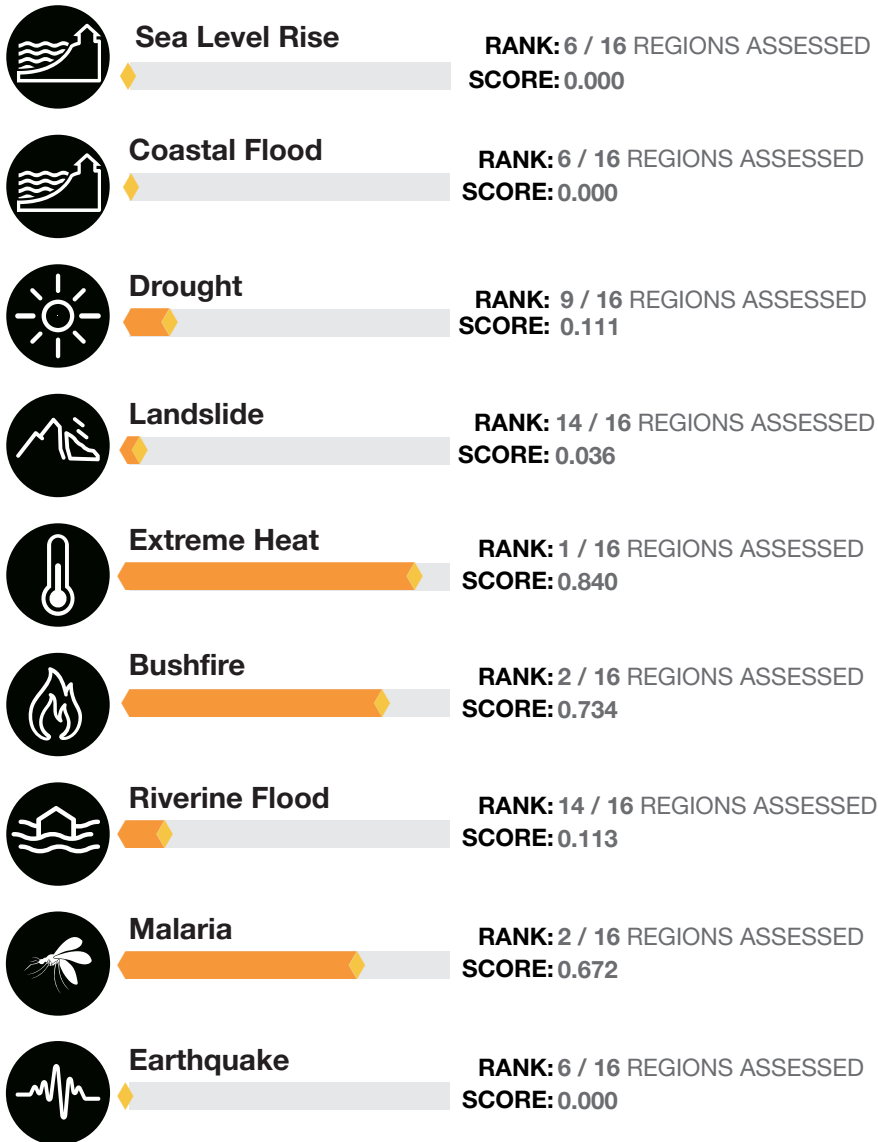 Sea Level Rise
RANK: 6 / 16 REGIONS ASSESSED
SCORE: 0.000
Coastal Flood
RANK: 6 / 16 REGIONS ASSESSED
SCORE: 0.000
Drought
RANK: 9 / 16 REGIONS ASSESSED
SCORE: 0.111
Landslide
RANK: 14 / 16 REGIONS ASSESSED
SCORE: 0.036
Extreme Heat
RANK: 1 / 16 REGIONS ASSESSED
SCORE: 0.840
Bushfire
RANK: 2 / 16 REGIONS ASSESSED
SCORE: 0.734
Riverine Flood
RANK: 14 / 16 REGIONS ASSESSED
SCORE: 0.113
Malaria
RANK: 2 / 16 REGIONS ASSESSED
SCORE: 0.672
Earthquake
RANK: 6 / 16 REGIONS ASSESSED
SCORE: 0.000